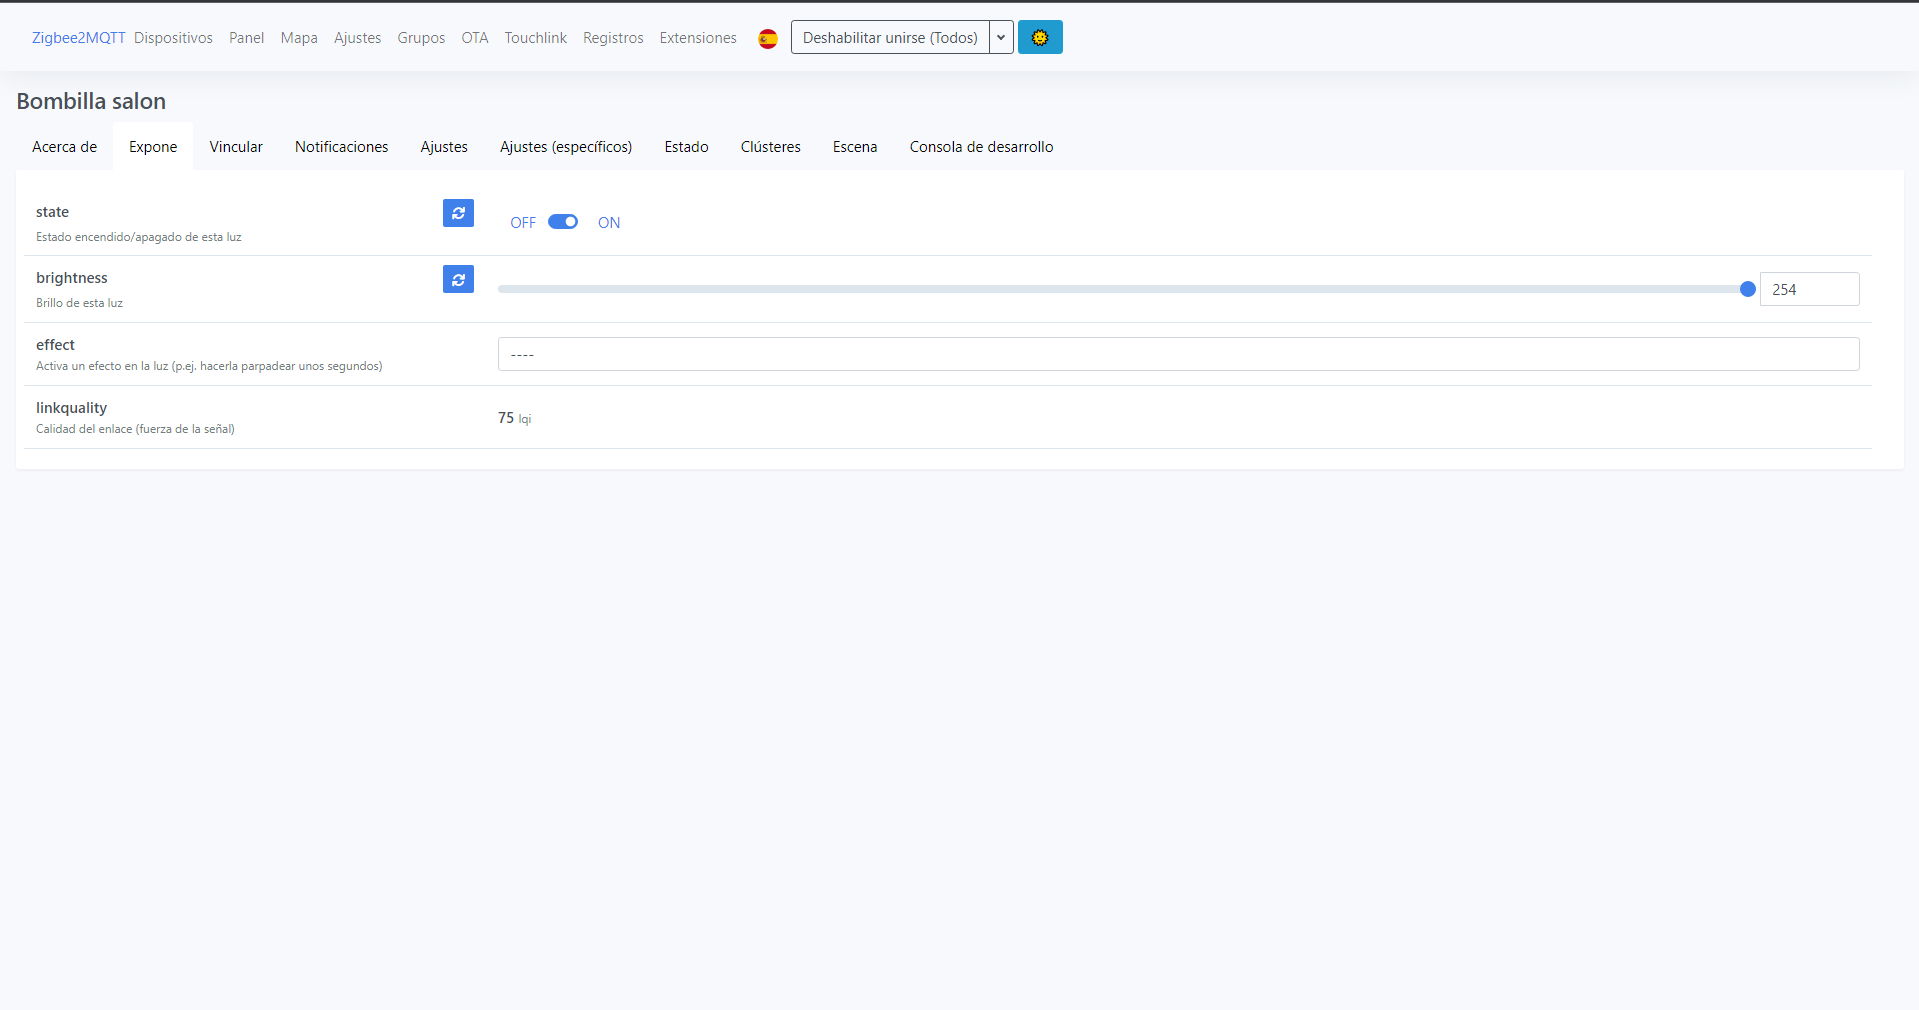 Zigbee2MQTT Dispositivos Panel Mapa Ajustes Grupos OTA Touchlink Registros Extensiones Deshabilitar unirse (Todos)
Bombilla salon
Acerca de Expone Vincular Notificaciones Ajustes Ajustes (específicos) Estado Clústeres Escena Consola de desarrollo
state
OFF ON
Estado encendido/apagado de esta luz
brightness
254
Brillo de esta luz
effect
----
Activa un efecto en la luz (p.ej. hacerla parpadear unos segundos)
linkquality
75 lqi
Calidad del enlace (fuerza de la señal)